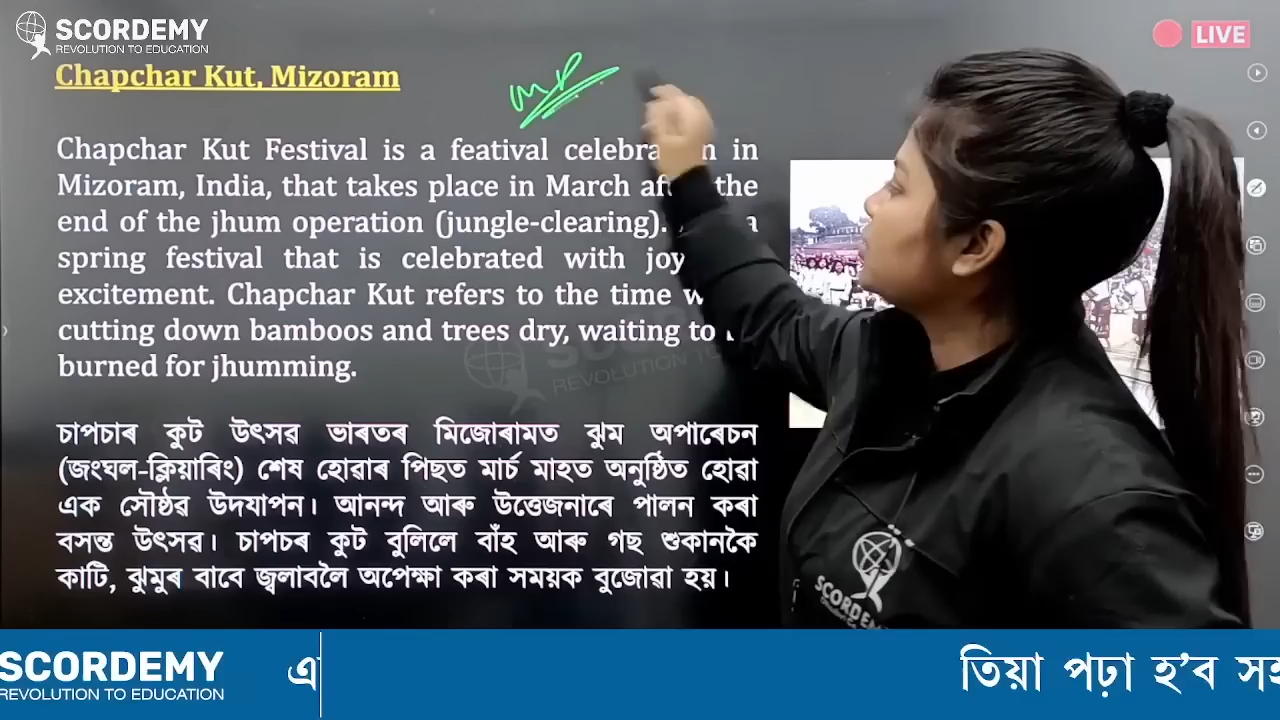 SCORDEMY
REVOLUTION TO EDUCATION
LIVE
Chapchar Kut, Mizoram
Chapchar Kut Festival is a featival celebra n in
Mizoram, India, that takes place in March af the
end of the jhum operation (jungle-clearing). a
spring festival that is celebrated with joy
excitement. Chapchar Kut refers to the time w
cutting down bamboos and trees dry, waiting to
burned for jhumming.
চাপচাৰ কুট উৎসৱ ভাৰতৰ মিজোৰামত ঝুম অপাৰেচন
(জংঘল-ক্লিয়াৰিং) শেষ হোৱাৰ পিছত মাৰ্চ মাহত অনুষ্ঠিত হোৱা
এক সৌষ্ঠৱ উদযাপন। আনন্দ আৰু উত্তেজনাৰে পালন কৰা
বসন্ত উৎসৱ। চাপচৰ কুট বুলিলে বাঁহ আৰু গছ শুকানকৈ
কাটি, ঝুমুৰ বাবে জ্বলাবলৈ অপেক্ষা কৰা সময়ক বুজোৱা হয়।
SCORDEMY
SCORDEMY
REVOLUTION TO EDUCATION
তিয়া পঢ়া হ'ব